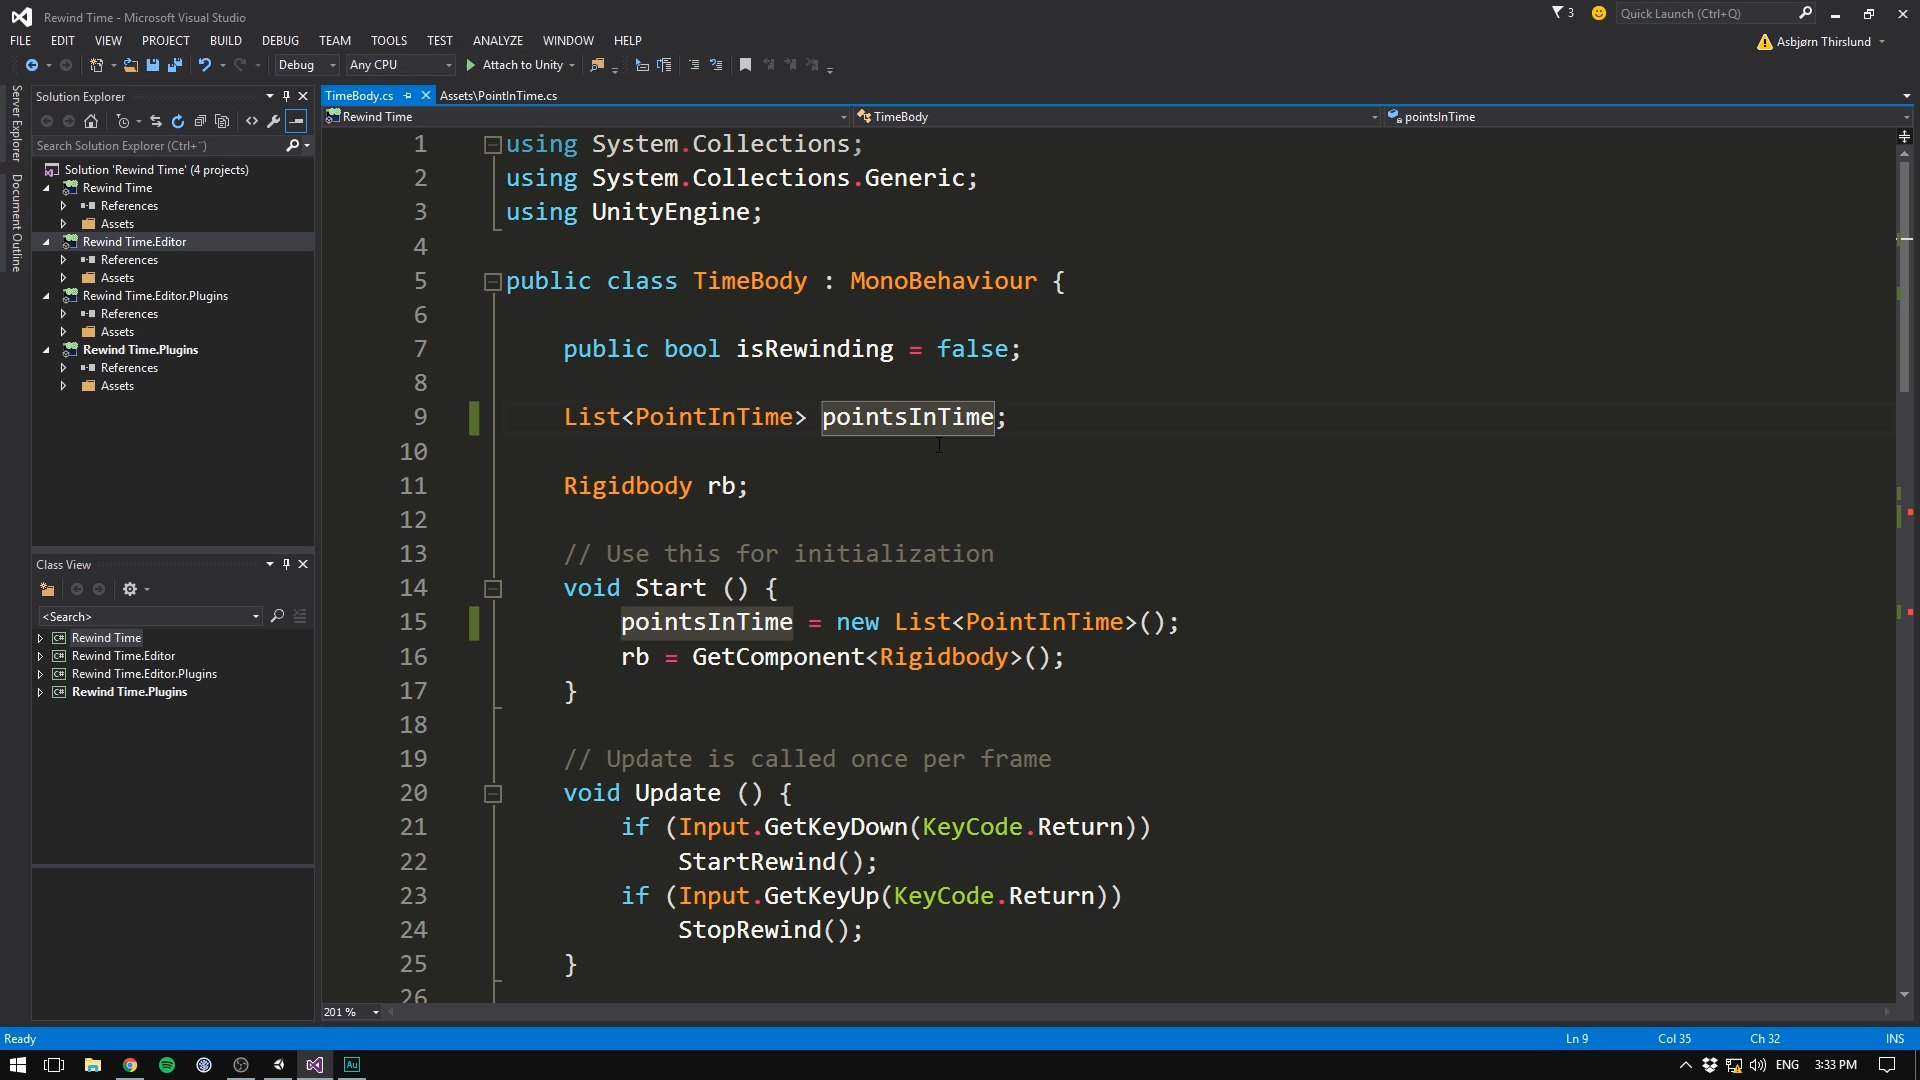 Rewind Time - Microsoft Visual Studio
3
Quick Launch (Ctrl+Q)
FILE EDIT VIEW PROJECT BUILD DEBUG TEAM TOOLS TEST ANALYZE WINDOW HELP
Asbjørn Thirslund
Debug Any CPU Attach to Unity
Server Explorer
Document Outline
Solution Explorer
Search Solution Explorer (Ctrl+¨)
Solution 'Rewind Time' (4 projects)
Rewind Time
References
Assets
Rewind Time.Editor
References
Assets
Rewind Time.Editor.Plugins
References
Assets
Rewind Time.Plugins
References
Assets
Class View
<Search>
Rewind Time
Rewind Time.Editor
Rewind Time.Editor.Plugins
Rewind Time.Plugins
TimeBody.cs Assets\PointInTime.cs
Rewind Time TimeBody pointsInTime
1 using System.Collections;
2 using System.Collections.Generic;
3 using UnityEngine;
4
5 public class TimeBody : MonoBehaviour {
6
7 public bool isRewinding = false;
8
9 List<PointInTime> pointsInTime;
10
11 Rigidbody rb;
12
13 // Use this for initialization
14 void Start () {
15 pointsInTime = new List<PointInTime>();
16 rb = GetComponent<Rigidbody>();
17 }
18
19 // Update is called once per frame
20 void Update () {
21 if (Input.GetKeyDown(KeyCode.Return))
22 StartRewind();
23 if (Input.GetKeyUp(KeyCode.Return))
24 StopRewind();
25 }
26
201 %
Ready Ln 9 Col 35 Ch 32 INS
Au
ENG 3:33 PM